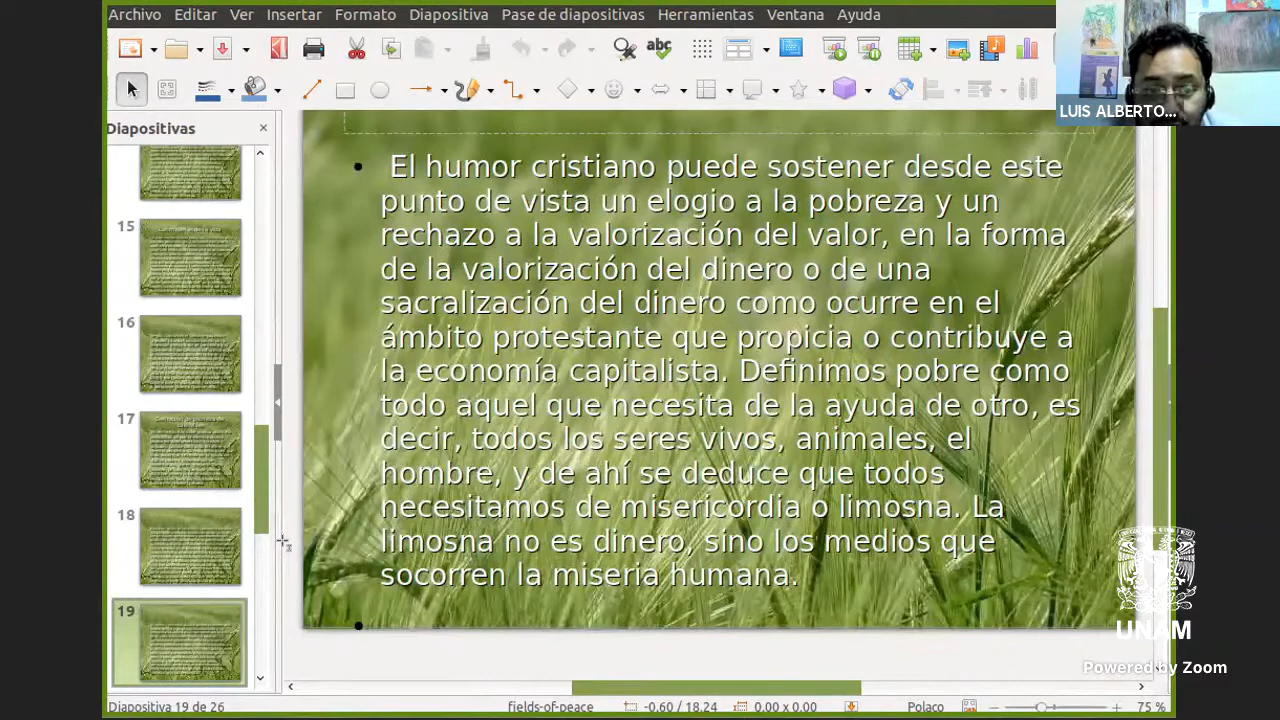 Archivo Editar Ver Insertar Formato Diapositiva Pase de diapositivas Herramientas Ventana Ayuda
abc
LUIS ALBERTO...
Diapositivas
15
16
17
18
19
El humor cristiano puede sostener desde este
punto de vista un elogio a la pobreza y un
rechazo a la valorización del valor, en la forma
de la valorización del dinero o de una
sacralización del dinero como ocurre en el
ámbito protestante que propicia o contribuye a
la economía capitalista. Definimos pobre como
todo aquel que necesita de la ayuda de otro, es
decir, todos los seres vivos, animales, el
hombre, y de ahí se deduce que todos
necesitamos de misericordia o limosna. La
limosna no es dinero, sino los medios que
socorren la miseria humana.
UNAM
Powered by Zoom
Diapositiva 19 de 26 fields-of-peace -0.60 / 18.24 0.00 x 0.00 Polaco 75 %